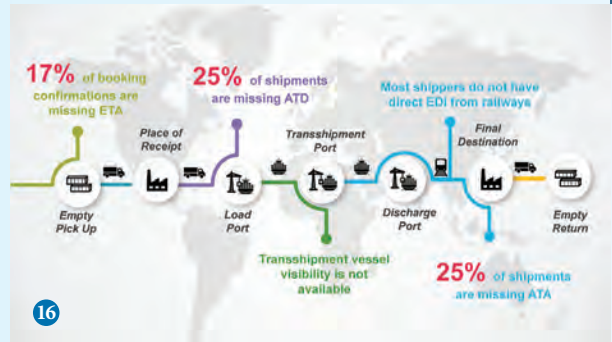 17% of booking
confirmations are
missing ETA
25% of shipments
are missing ATD
Most shippers do not have
direct EDI from railways
Place of
Receipt
Transshipment
Port
Final
Destination
Empty
Pick Up
Load
Port
Discharge
Port
Empty
Return
Transshipment vessel
visibility is not
available
25% of shipments
are missing ATA
16